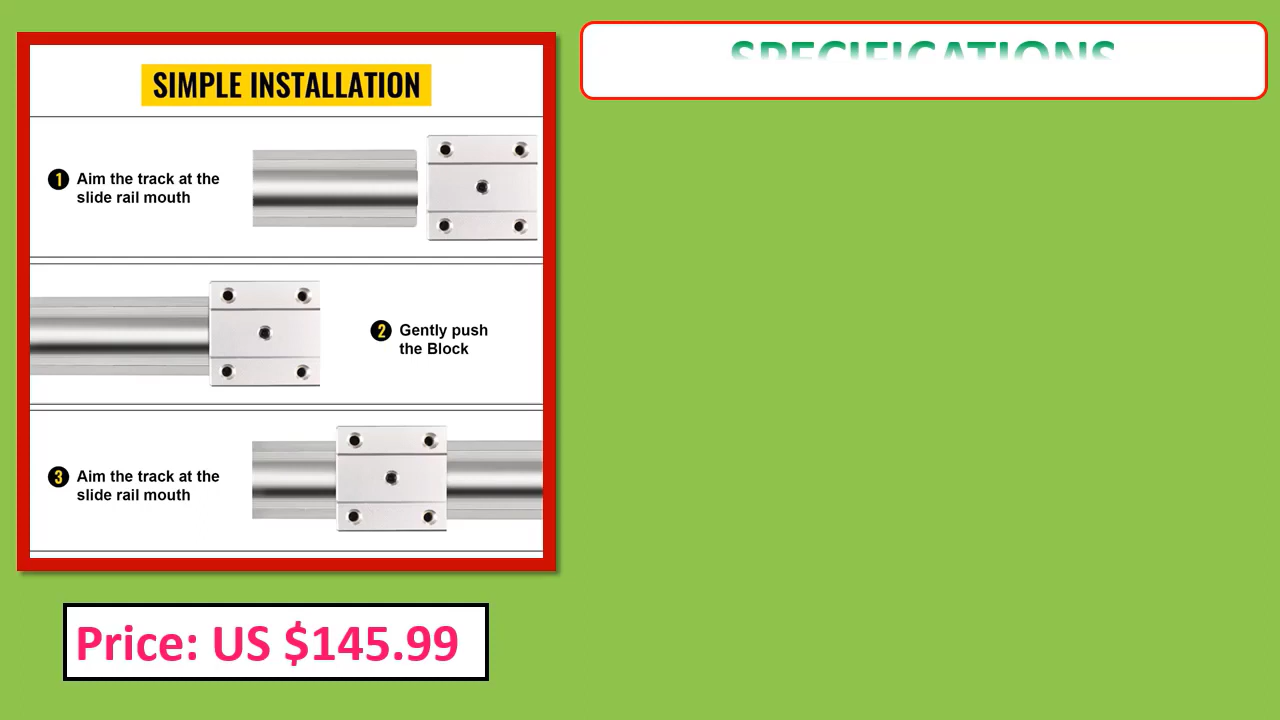 SIMPLE INSTALLATION
1 Aim the track at the
slide rail mouth
2 Gently push
the Block
3 Aim the track at the
slide rail mouth
Price: US $145.99
SPECIFICATIONS